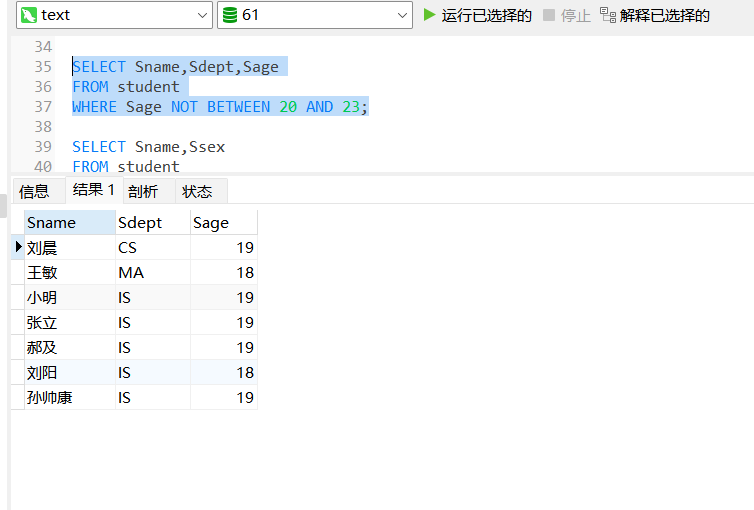 text 61 运行已选择的 停止 解释已选择的
34
35 SELECT Sname,Sdept,Sage
36 FROM student
37 WHERE Sage NOT BETWEEN 20 AND 23;
38
39 SELECT Sname,Ssex
40 FROM student
信息 结果 1 剖析 状态
Sname Sdept Sage
刘晨 CS 19
王敏 MA 18
小明 IS 19
张立 IS 19
郝及 IS 19
刘阳 IS 18
孙帅康 IS 19